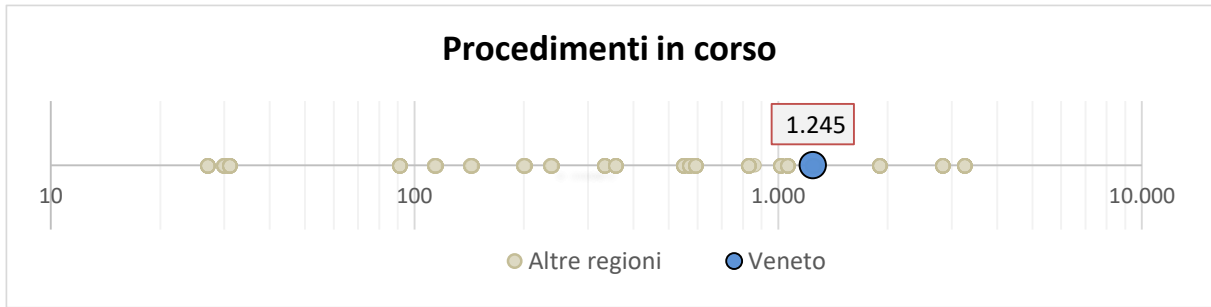 Procedimenti in corso
1.245
10 100 1.000 10.000
Altre regioni Veneto